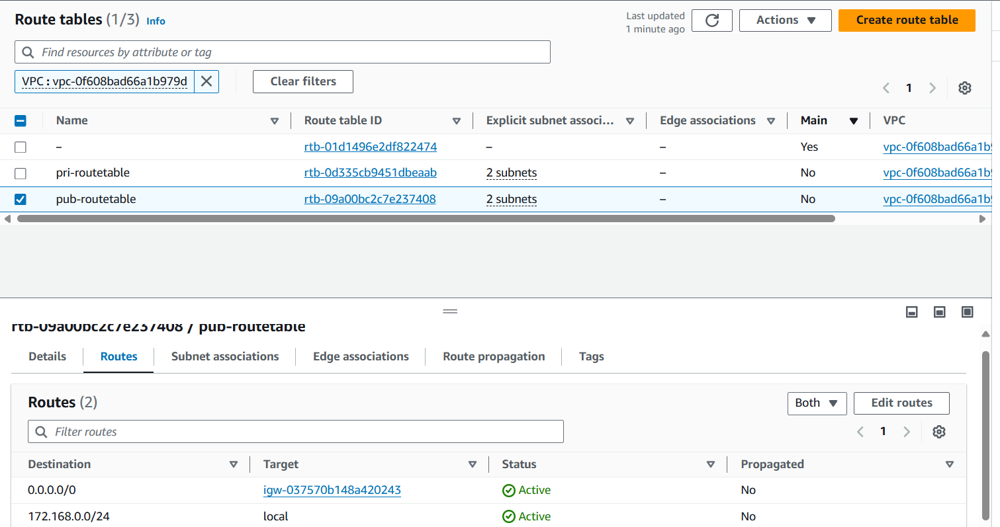 Route tables (1/3) Info
Last updated
1 minute ago
Actions
Create route table
Find resources by attribute or tag
VPC : vpc-0f608bad66a1b979d
Clear filters
1
Name Route table ID Explicit subnet associ... Edge associations Main VPC
– rtb-01d1496e2df822474 – – Yes vpc-0f608bad66a1b
pri-routetable rtb-0d335cb9451dbeaab 2 subnets – No vpc-0f608bad66a1b
pub-routetable rtb-09a00bc2c7e237408 2 subnets – No vpc-0f608bad66a1b
rtb-09a00bc2c7e237408 / pub-routetable
Details Routes Subnet associations Edge associations Route propagation Tags
Routes (2)
Both
Edit routes
Filter routes
1
Destination Target Status Propagated
0.0.0.0/0 igw-037570b148a420243 Active No
172.168.0.0/24 local Active No